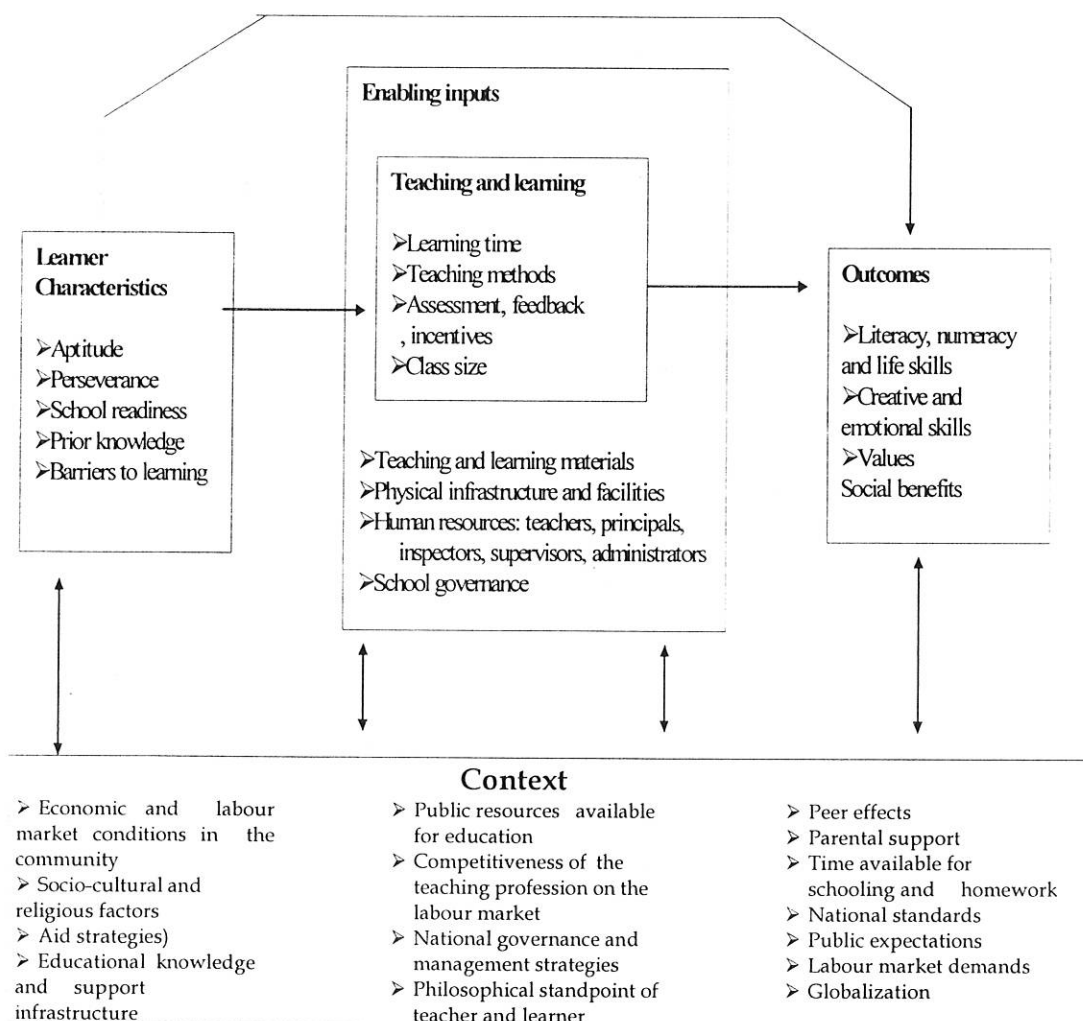 Enabling inputs
Teaching and learning
➢Learning time
➢Teaching methods
➢Assessment, feedback
, incentives
➢Class size
➢Teaching and learning materials
➢Physical infrastructure and facilities
➢Human resources: teachers, principals,
inspectors, supervisors, administrators
➢School governance
Learner
Characteristics
➢Aptitude
➢Perseverance
➢School readiness
➢Prior knowledge
➢Barriers to learning
Outcomes
➢Literacy, numeracy
and life skills
➢Creative and
emotional skills
➢Values
Social benefits
Context
➢ Economic and labour
market conditions in the
community
➢ Socio-cultural and
religious factors
➢ Aid strategies)
➢ Educational knowledge
and support
infrastructure
➢ Public resources available
for education
➢ Competitiveness of the
teaching profession on the
labour market
➢ National governance and
management strategies
➢ Philosophical standpoint of
teacher and learner
➢ Peer effects
➢ Parental support
➢ Time available for
schooling and homework
➢ National standards
➢ Public expectations
➢ Labour market demands
➢ Globalization